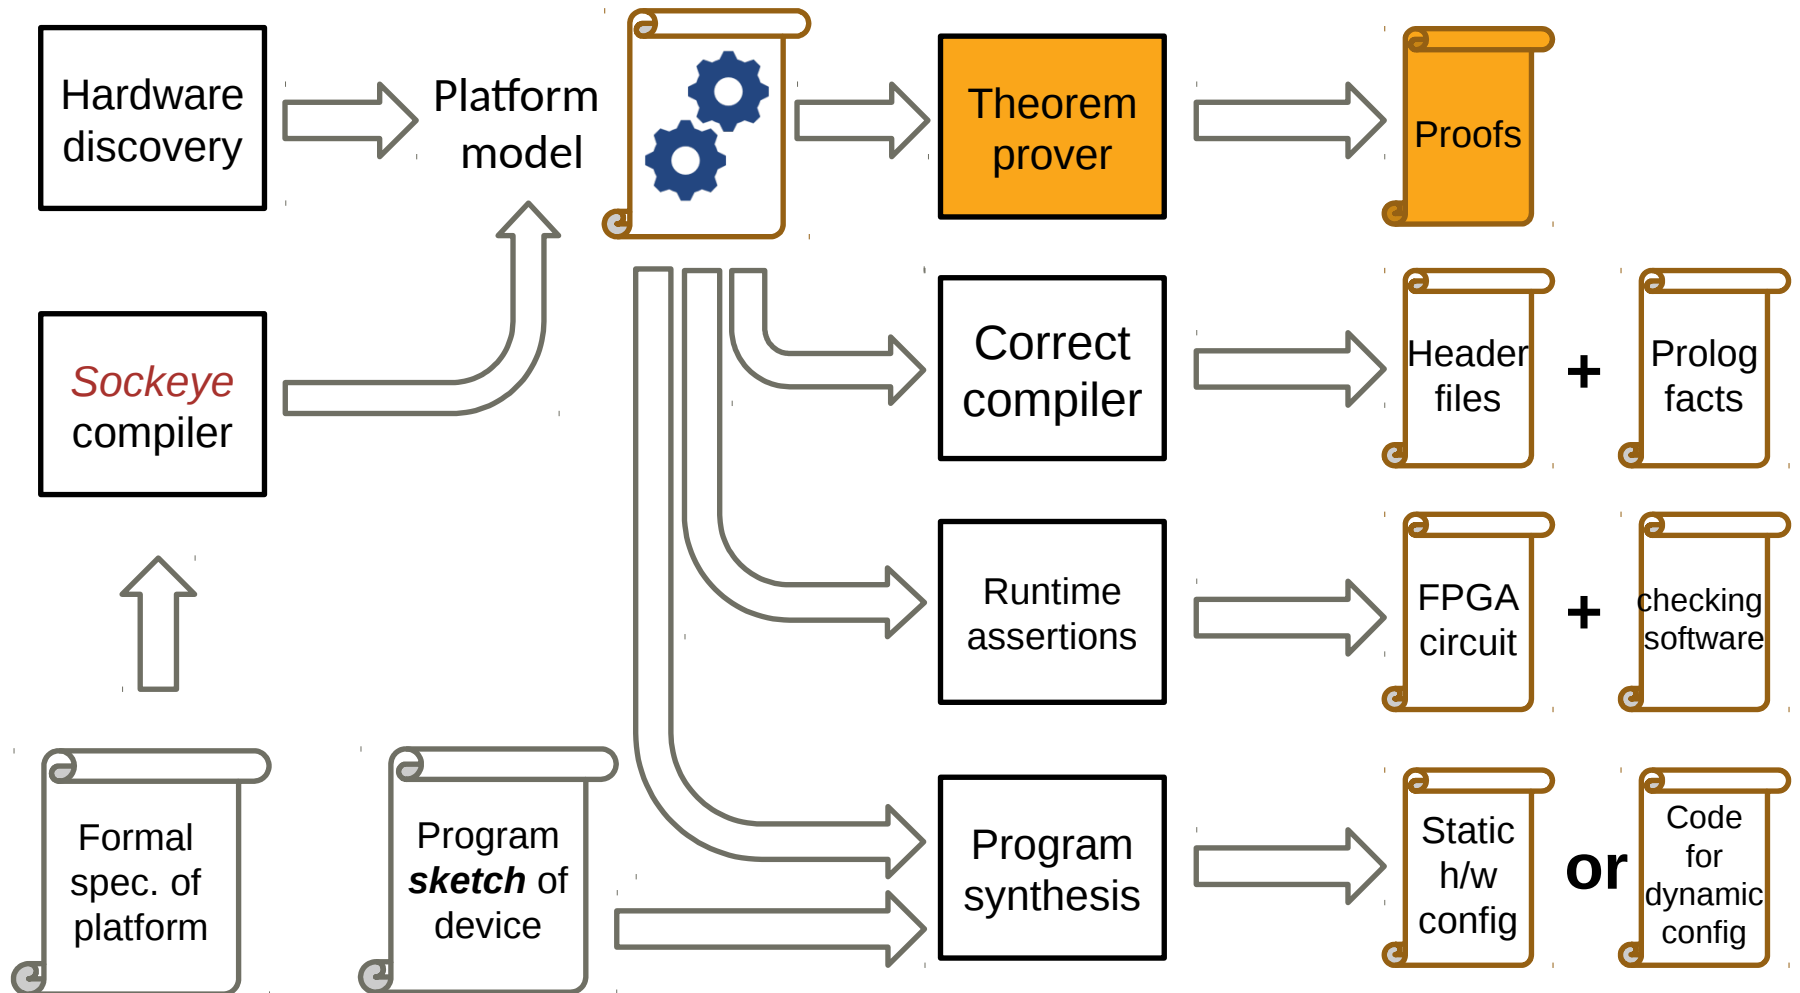 Hardware
discovery
Platform
model
Theorem
prover
Proofs
Sockeye
compiler
Correct
compiler
Header
files
+
Prolog
facts
Runtime
assertions
FPGA
circuit
+
checking
software
Formal
spec. of
platform
Program
sketch of
device
Program
synthesis
Static
h/w
config
or
Code
for
dynamic
config